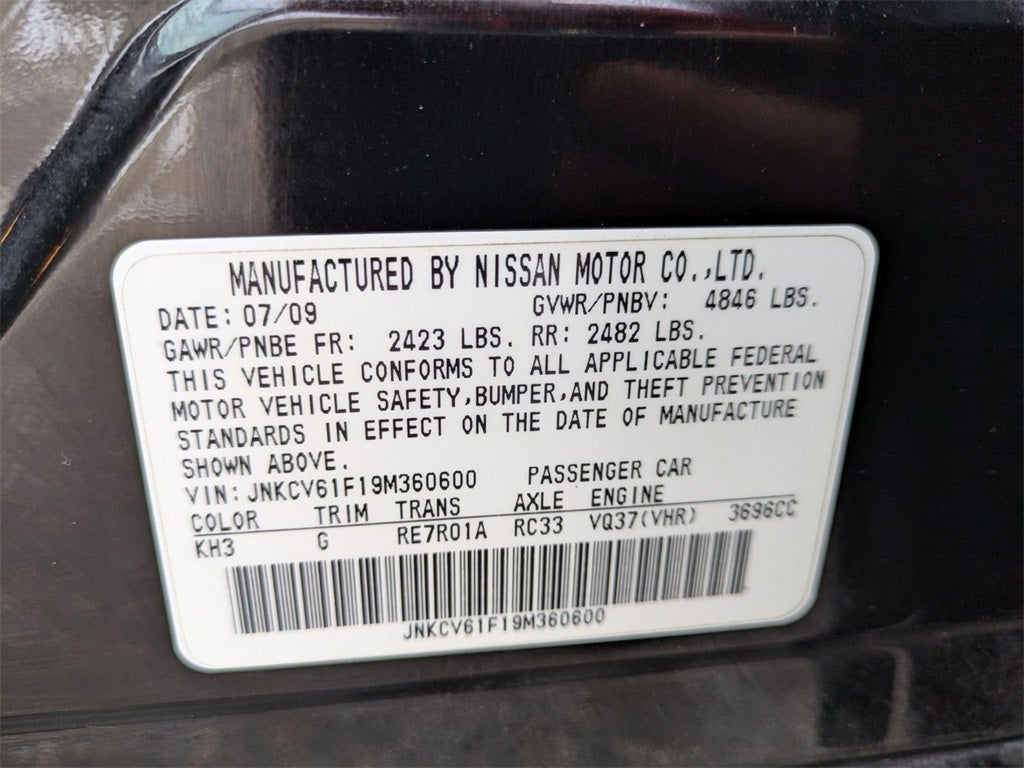 MANUFACTURED BY NISSAN MOTOR CO.,LTD.
DATE: 07/09 GVWR/PNBV: 4846 LBS.
GAWR/PNBE FR: 2423 LBS. RR: 2482 LBS.
THIS VEHICLE CONFORMS TO ALL APPLICABLE FEDERAL
MOTOR VEHICLE SAFETY,BUMPER,AND THEFT PREVENTION
STANDARDS IN EFFECT ON THE DATE OF MANUFACTURE
SHOWN ABOVE.
VIN: JNKCV61F19M360600 PASSENGER CAR
COLOR TRIM TRANS AXLE ENGINE
KH3 G RE7R01A RC33 VQ37(VHR) 3696CC
JNKCV61F19M360600